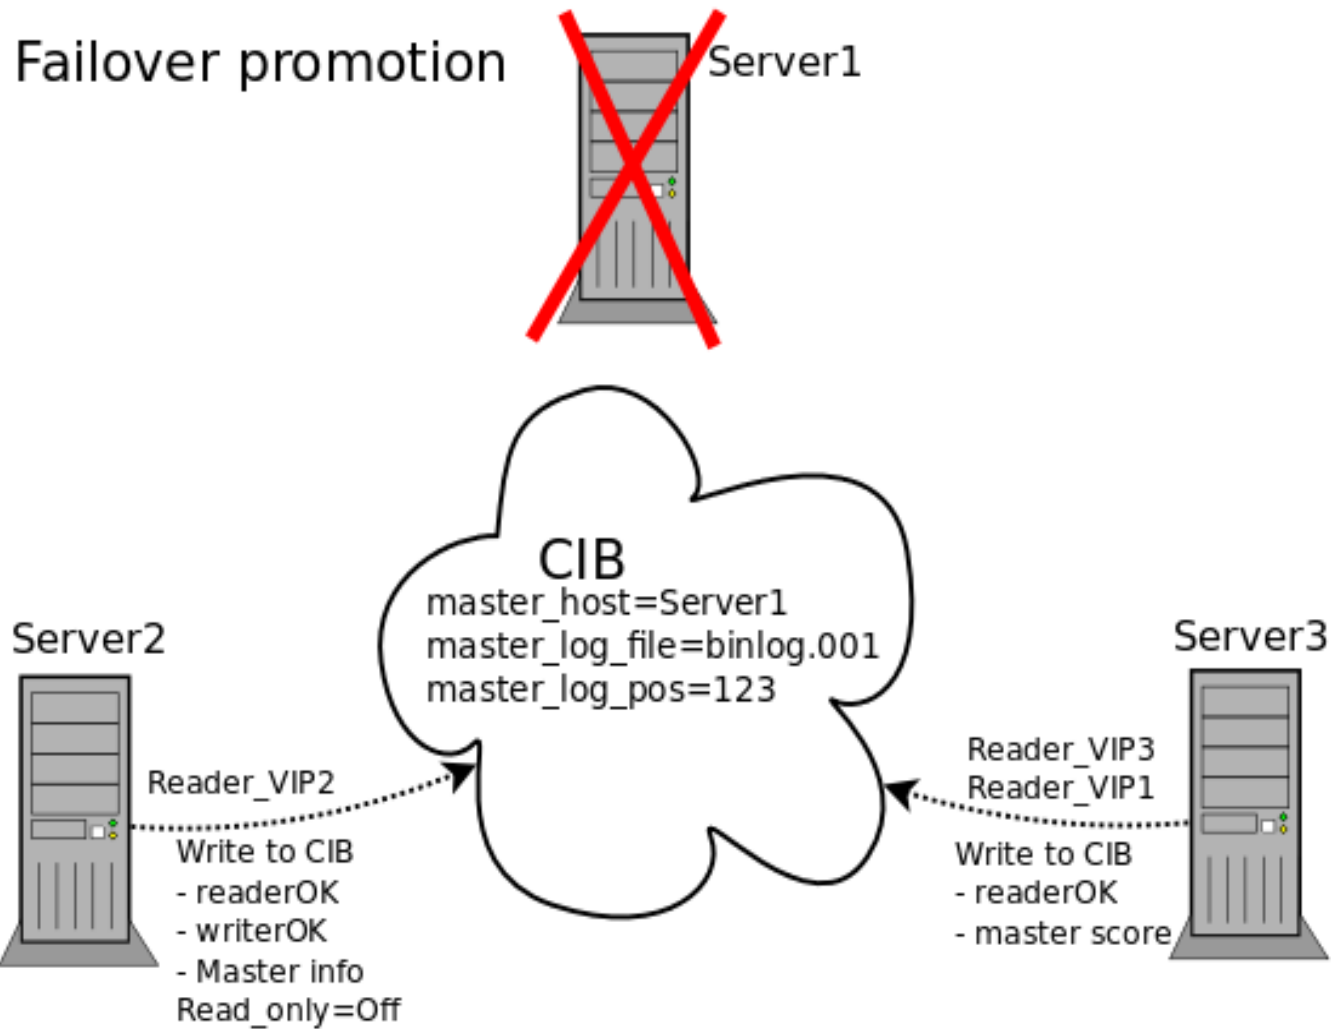 Failover promotion
Server1
CIB
master_host=Server1
master_log_file=binlog.001
master_log_pos=123
Server2
Reader_VIP2
Write to CIB
- readerOK
- writerOK
- Master info
Read_only=Off
Server3
Reader_VIP3
Reader_VIP1
Write to CIB
- readerOK
- master score